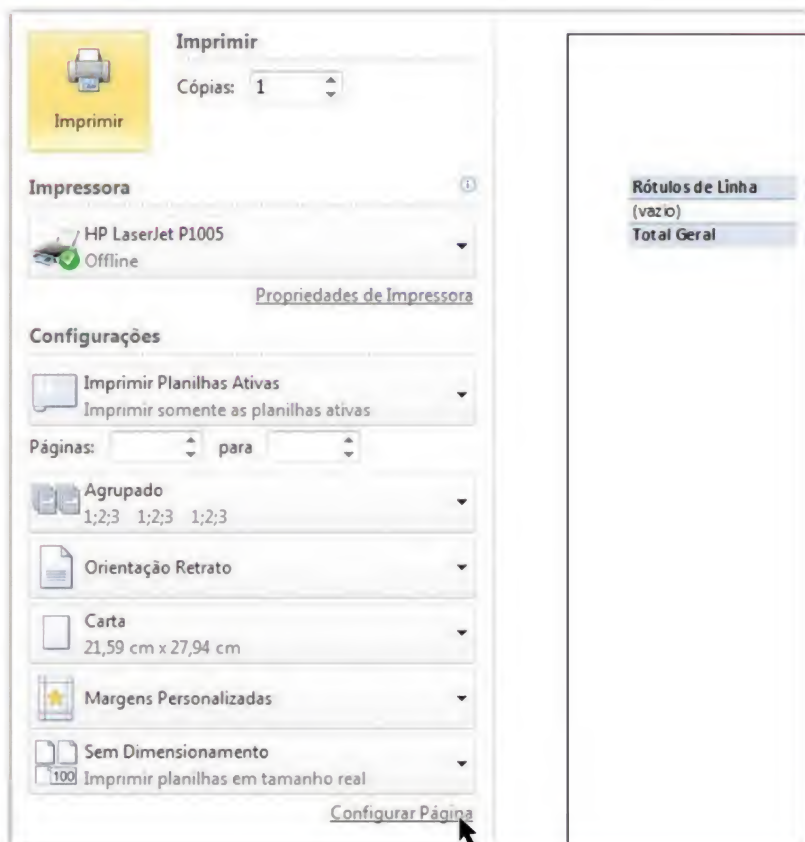 Imprimir
Cópias: 1
Imprimir
Impressora
HP LaserJet P1005
Offline
Propriedades de Impressora
Configurações
Imprimir Planilhas Ativas
Imprimir somente as planilhas ativas
Páginas: para
Agrupado
1;2;3 1;2;3 1;2;3
Orientação Retrato
Carta
21,59 cm x 27,94 cm
Margens Personalizadas
Sem Dimensionamento
100 Imprimir planilhas em tamanho real
Configurar Página
Rótulos de Linha
(vazio)
Total Geral